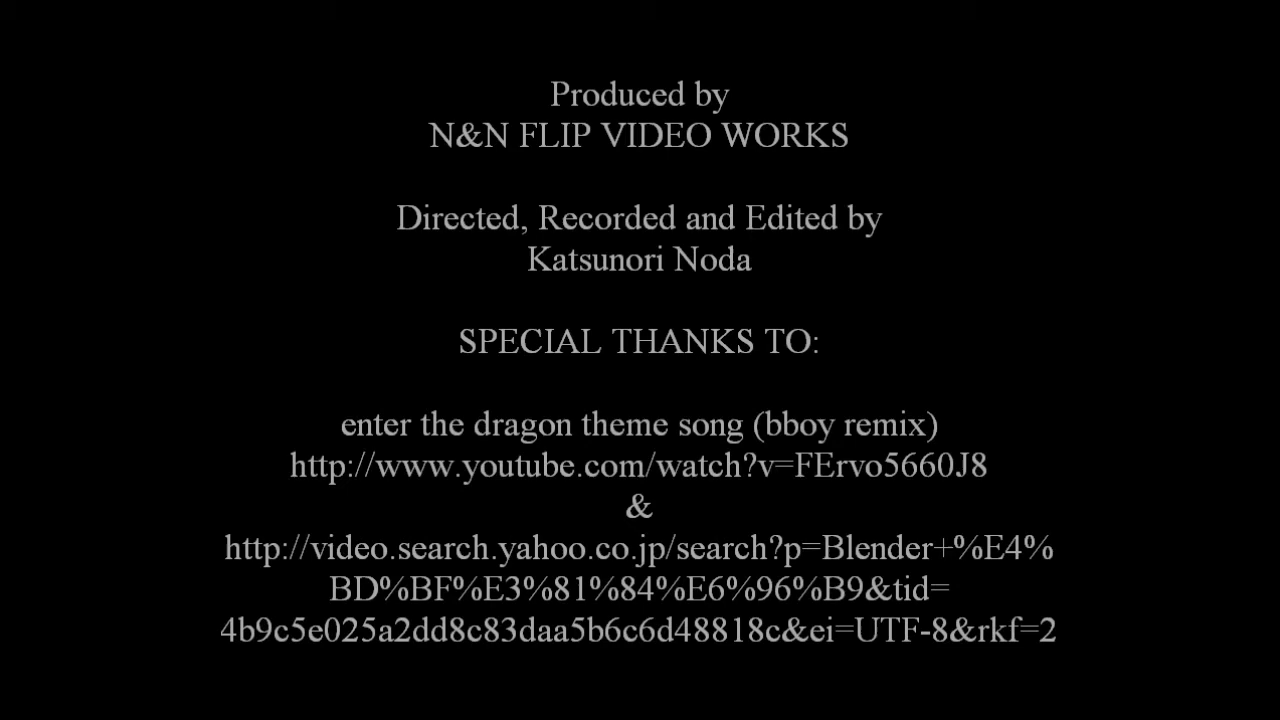 Produced by
N&N FLIP VIDEO WORKS
Directed, Recorded and Edited by
Katsunori Noda
SPECIAL THANKS TO:
enter the dragon theme song (bboy remix)
http://www.youtube.com/watch?v=FErvo5660J8
&
http://video.search.yahoo.co.jp/search?p=Blender+%E4%
BD%BF%E3%81%84%E6%96%B9&tid=
4b9c5e025a2dd8c83daa5b6c6d48818c&ei=UTF-8&rkf=2